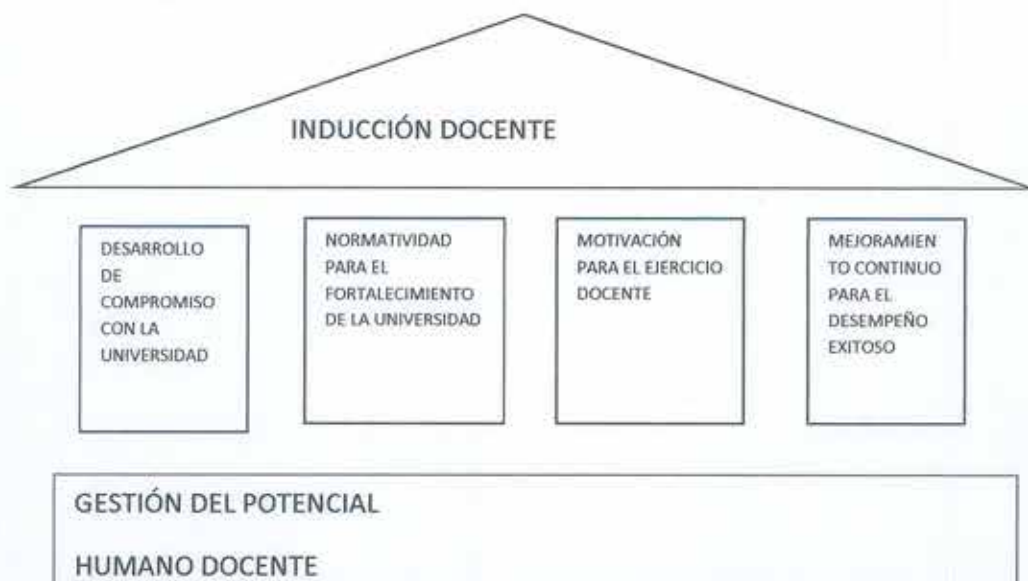 INDUCCIÓN DOCENTE
DESARROLLO
DE
COMPROMISO
CON LA
UNIVERSIDAD
NORMATIVIDAD
PARA EL
FORTALECIMIENTO
DE LA UNIVERSIDAD
MOTIVACIÓN
PARA EL EJERCICIO
DOCENTE
MEJORAMIEN
TO CONTINUO
PARA EL
DESEMPEÑO
EXITOSO
GESTIÓN DEL POTENCIAL
HUMANO DOCENTE